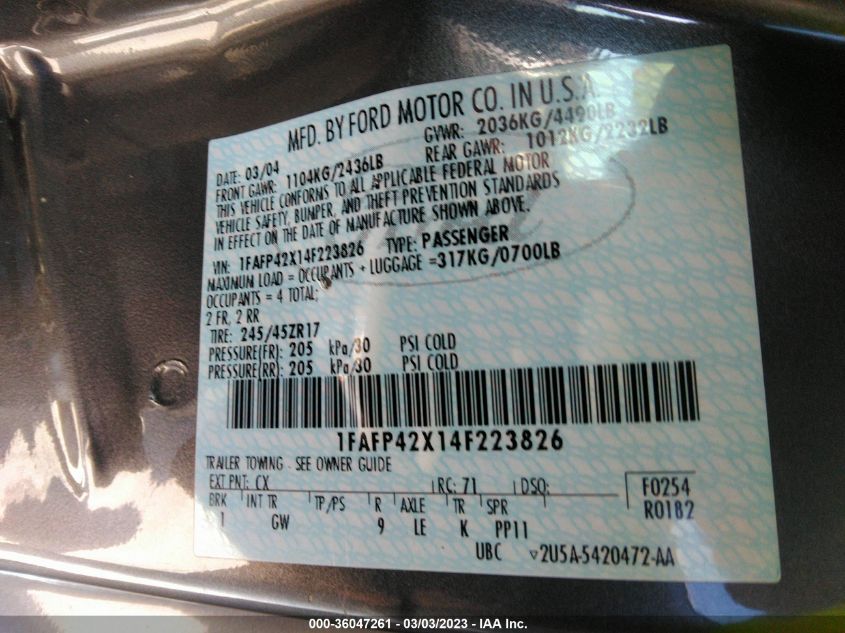 MFD. BY FORD MOTOR CO. IN U.S.A.
DATE: 03/04 GVWR: 2036KG/4490LB
FRONT GAWR: 1104KG/2436LB REAR GAWR: 1012KG/2232LB
THIS VEHICLE CONFORMS TO ALL APPLICABLE FEDERAL MOTOR
VEHICLE SAFETY, BUMPER, AND THEFT PREVENTION STANDARDS
IN EFFECT ON THE DATE OF MANUFACTURE SHOWN ABOVE.
VIN: 1FAFP42X14F223826 TYPE: PASSENGER
MAXIMUM LOAD = OCCUPANTS + LUGGAGE =317KG/0700LB
OCCUPANTS = 4 TOTAL;
2 FR, 2 RR
TIRE: 245/45ZR17
PRESSURE(FR): 205 kPa/30 PSI COLD
PRESSURE(RR): 205 kPa/30 PSI COLD
1FAFP42X14F223826
TRAILER TOWING - SEE OWNER GUIDE
EXT PNT: CX RC: 71 DSO: F0254
BRK INT TR TP/PS R AXLE TR SPR R0182
1 GW 9 LE K PP11
UBC ▿2U5A-5420472-AA
000-36047261 - 03/03/2023 - IAA Inc.